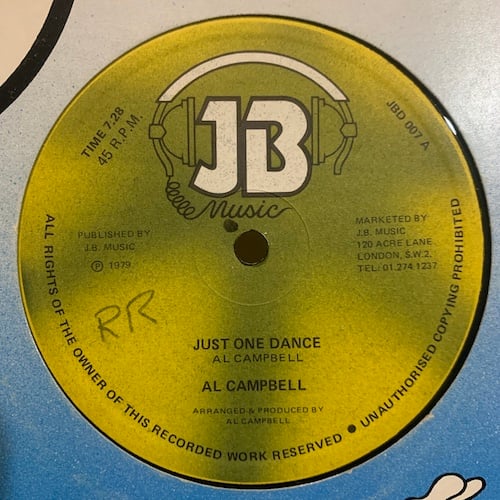 TIME 7.28
45 R.P.M.
JB
Music
JBD 007 A
PUBLISHED BY
J.B. MUSIC
Ⓟ 1979.
MARKETED BY
J.B. MUSIC
120 ACRE LANE
LONDON, S.W.2.
TEL: 01.274 1237
RR
JUST ONE DANCE
AL CAMPBELL
AL CAMPBELL
ARRANGED & PRODUCED BY
AL CAMPBELL
ALL RIGHTS OF THE OWNER OF THIS RECORDED WORK RESERVED ● UNAUTHORISED COPYING PROHIBITED